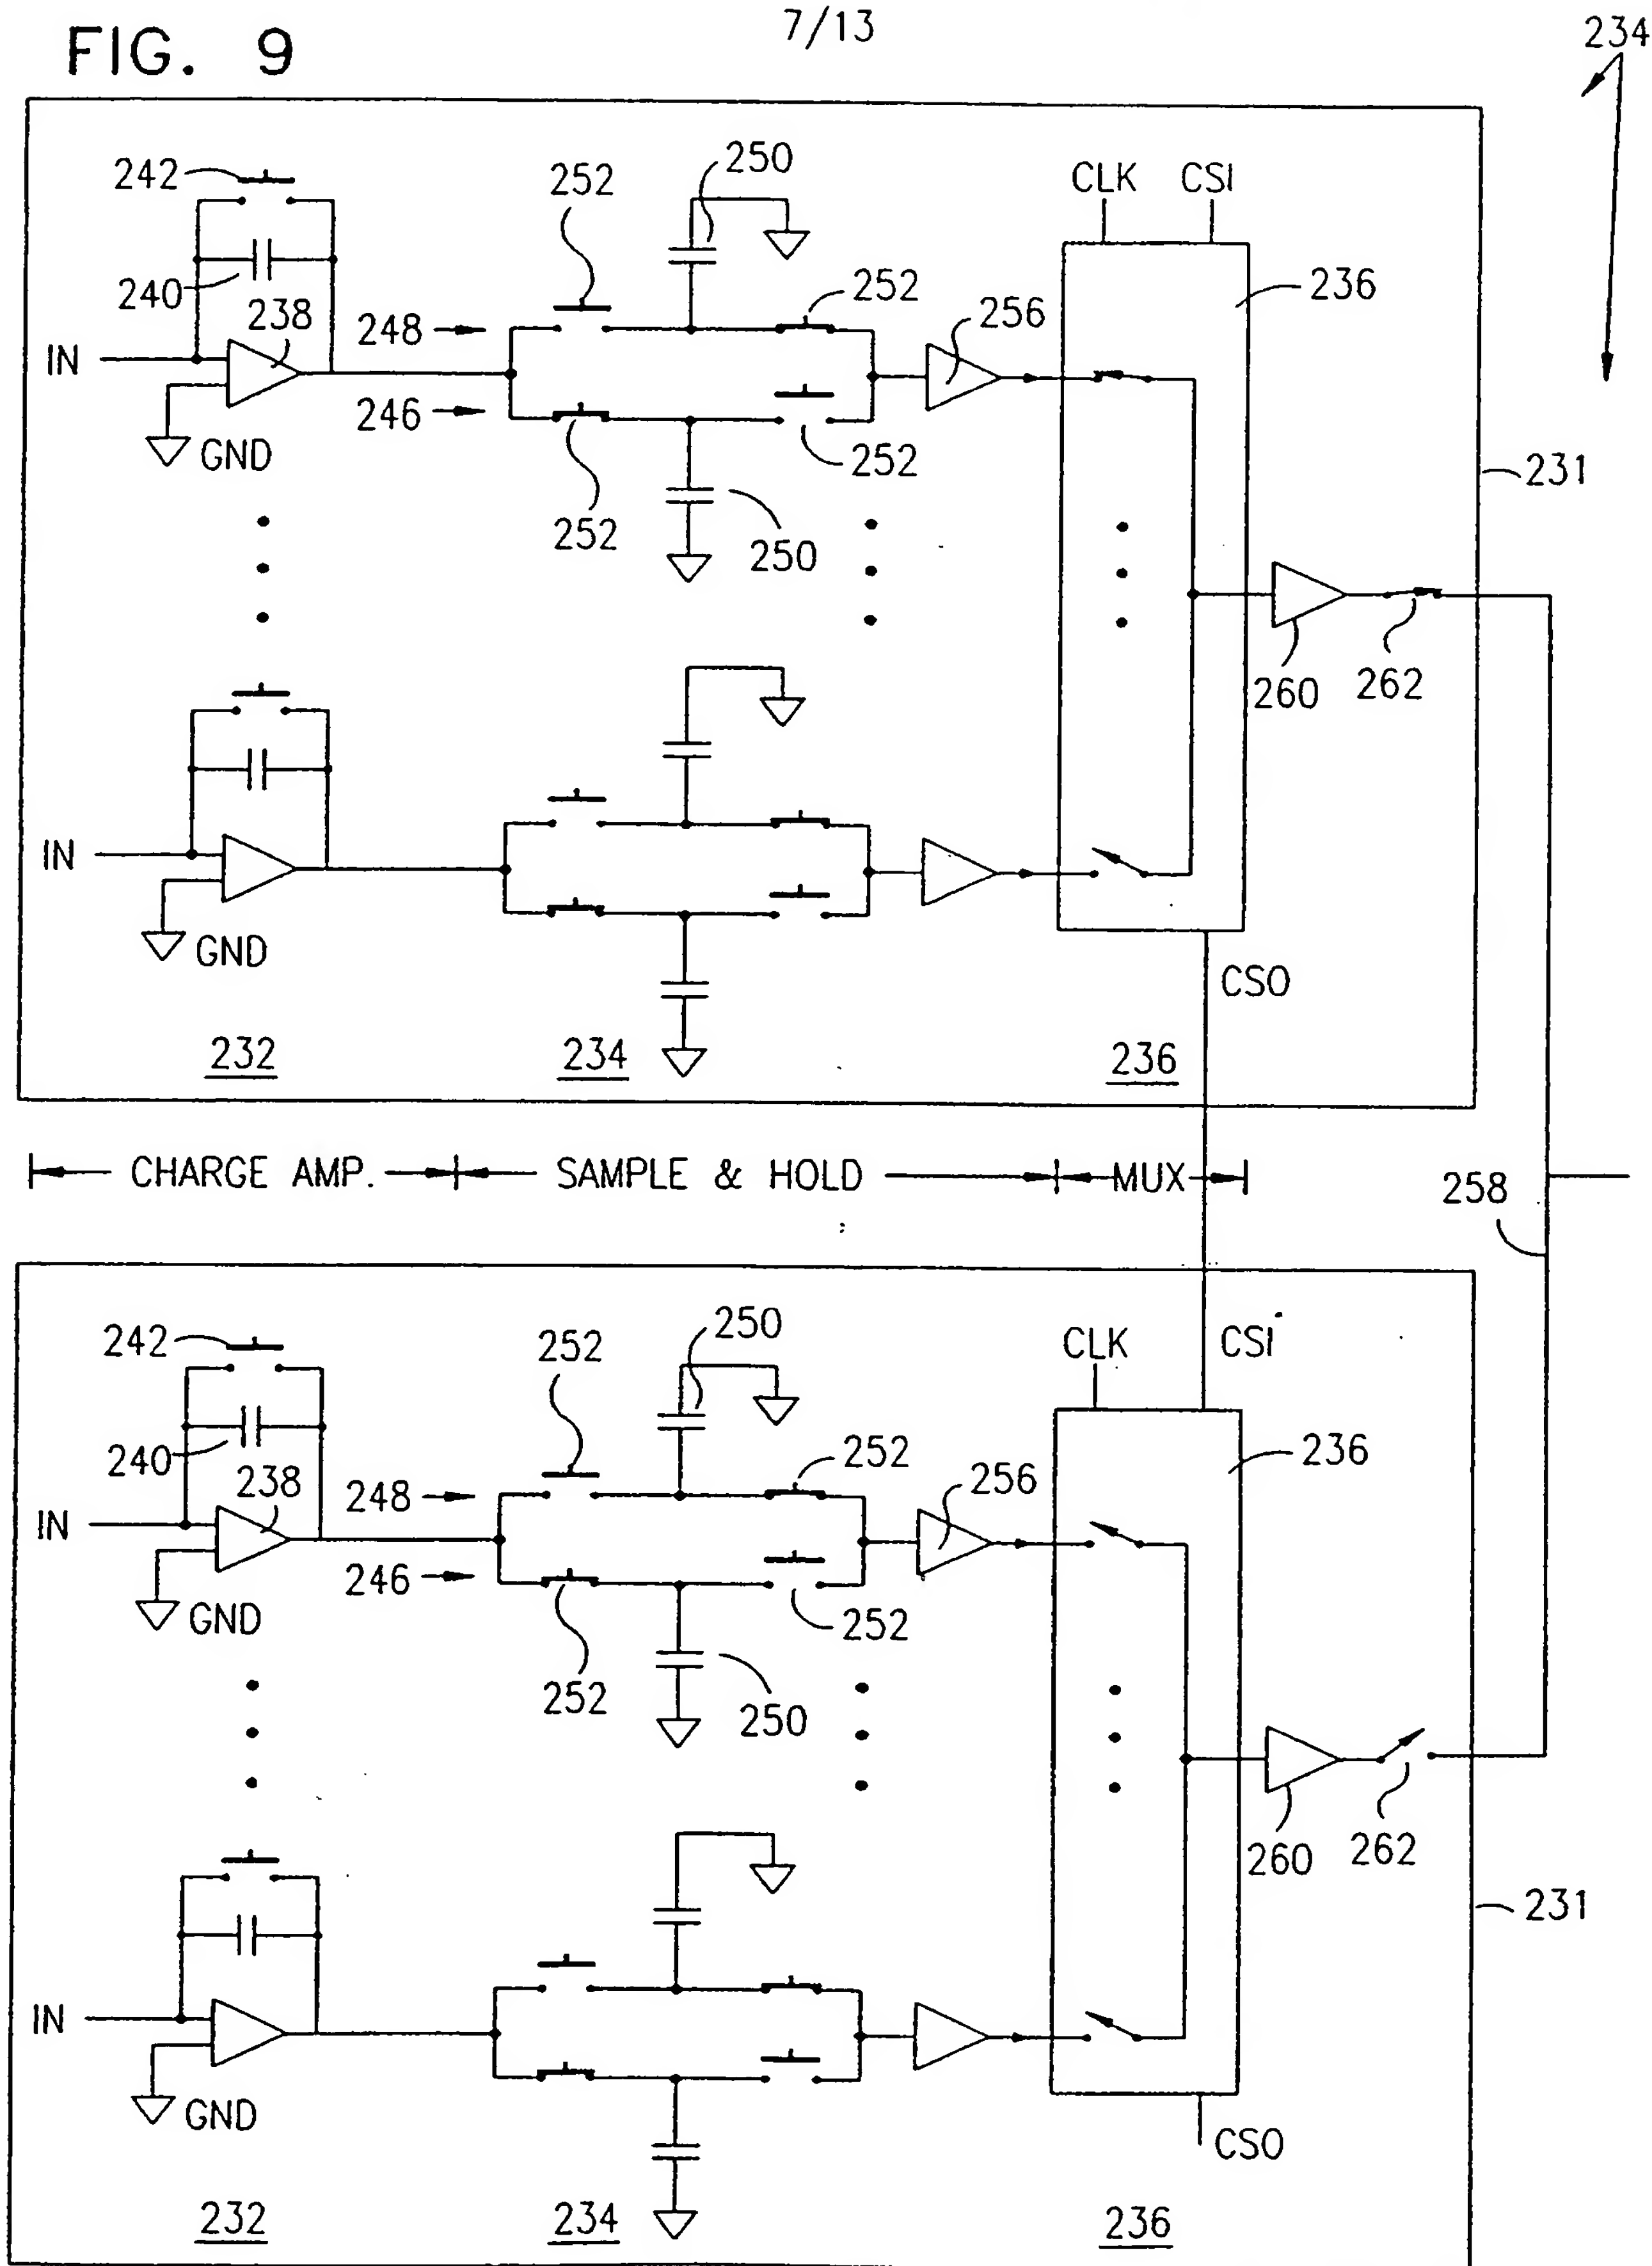 FIG. 9
7/13
234
242
252
250
CLK CSI
240
238
248
252
256
236
IN
246
GND
252
252
250
231
260
262
IN
GND
CSO
232
234
236
CHARGE AMP.
SAMPLE & HOLD
MUX
258
242
252
250
CLK
CSI
240
238
248
252
256
236
IN
246
GND
252
252
250
260
262
231
IN
GND
CSO
232
234
236